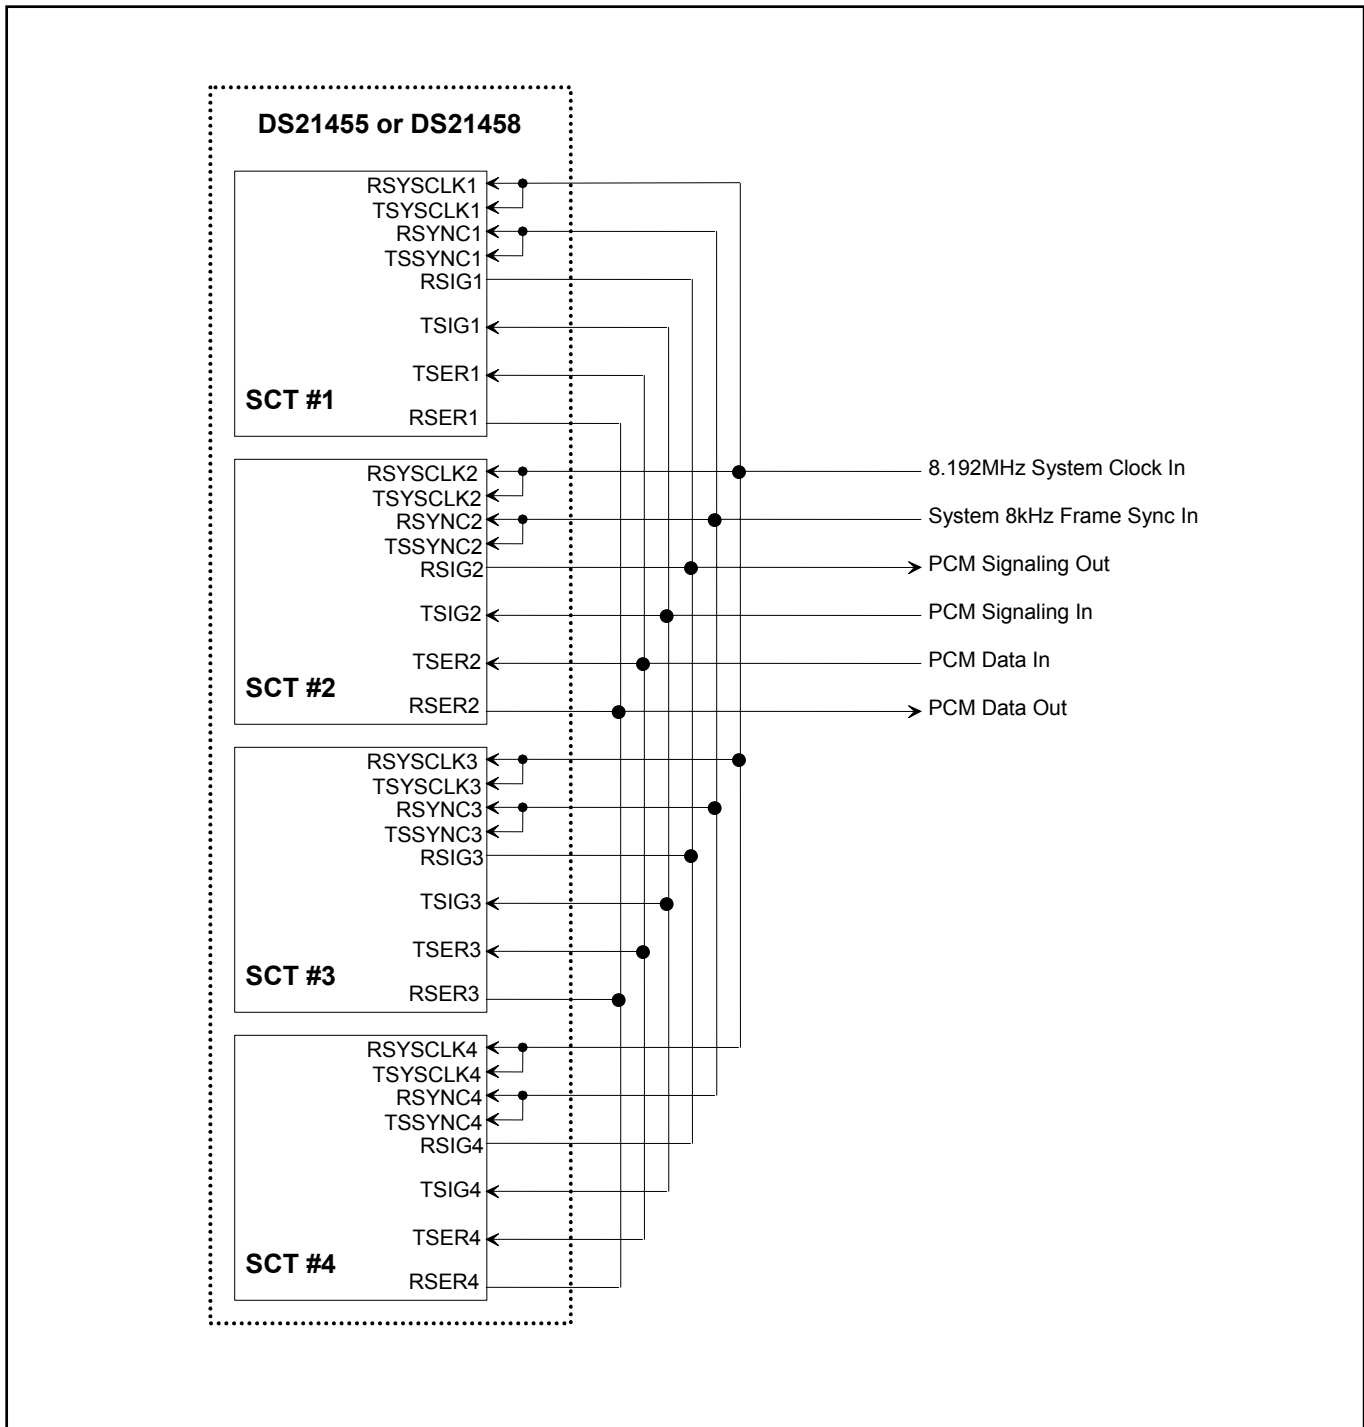 DS21455 or DS21458
RSYSCLK1
TSYSCLK1
RSYNC1
TSSYNC1
RSIG1
TSIG1
TSER1
SCT #1
RSER1
RSYSCLK2
TSYSCLK2
RSYNC2
TSSYNC2
RSIG2
TSIG2
TSER2
SCT #2
RSER2
8.192MHz System Clock In
System 8kHz Frame Sync In
PCM Signaling Out
PCM Signaling In
PCM Data In
PCM Data Out
RSYSCLK3
TSYSCLK3
RSYNC3
TSSYNC3
RSIG3
TSIG3
TSER3
SCT #3
RSER3
RSYSCLK4
TSYSCLK4
RSYNC4
TSSYNC4
RSIG4
TSIG4
TSER4
SCT #4
RSER4